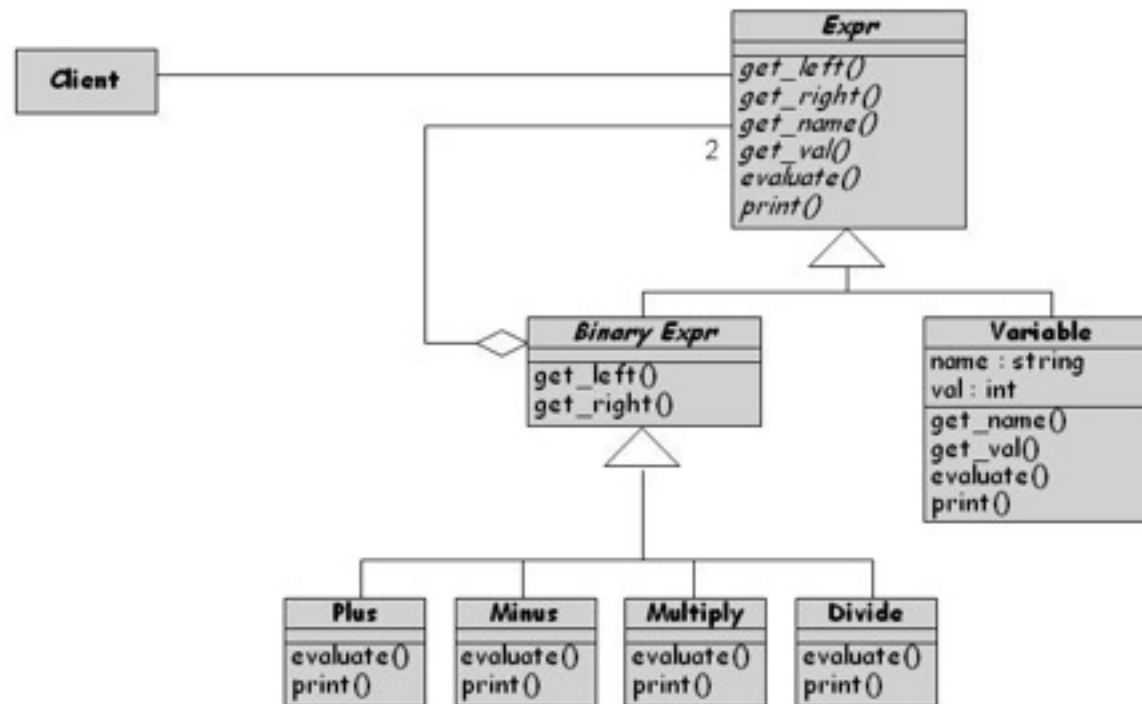 Expr
get_left()
get_right()
get_name()
get_val()
evaluate()
print()
Client
2
Binary Expr
get_left()
get_right()
Variable
name : string
val : int
get_name()
get_val()
evaluate()
print()
Plus
evaluate()
print()
Minus
evaluate()
print()
Multiply
evaluate()
print()
Divide
evaluate()
print()